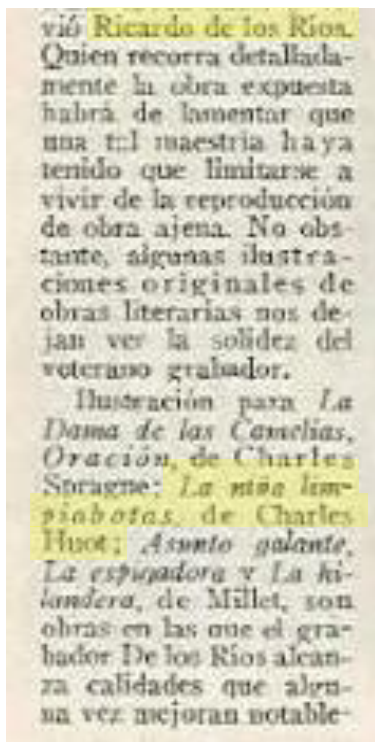 vió Ricardo de los Ríos.
Quien recorra detallada-
mente la obra expuesta
habrá de lamentar que
una tal maestría haya
tenido que limitarse a
vivir de la reproducción
de obra ajena. No obs-
tante, algunas ilustra-
ciones originales de
obras literarias nos de-
jan ver la solidez del
veterano grabador.
Ilustración para La
Dama de las Camelias,
Oración, de Charles
Spragne; La niña lim-
piabotas, de Charles
Huot; Asunto galante,
La espigadora y La hi-
landera, de Millet, son
obras en las que el gra-
bador De los Ríos alcan-
za calidades que algu-
na vez mejoran notable-